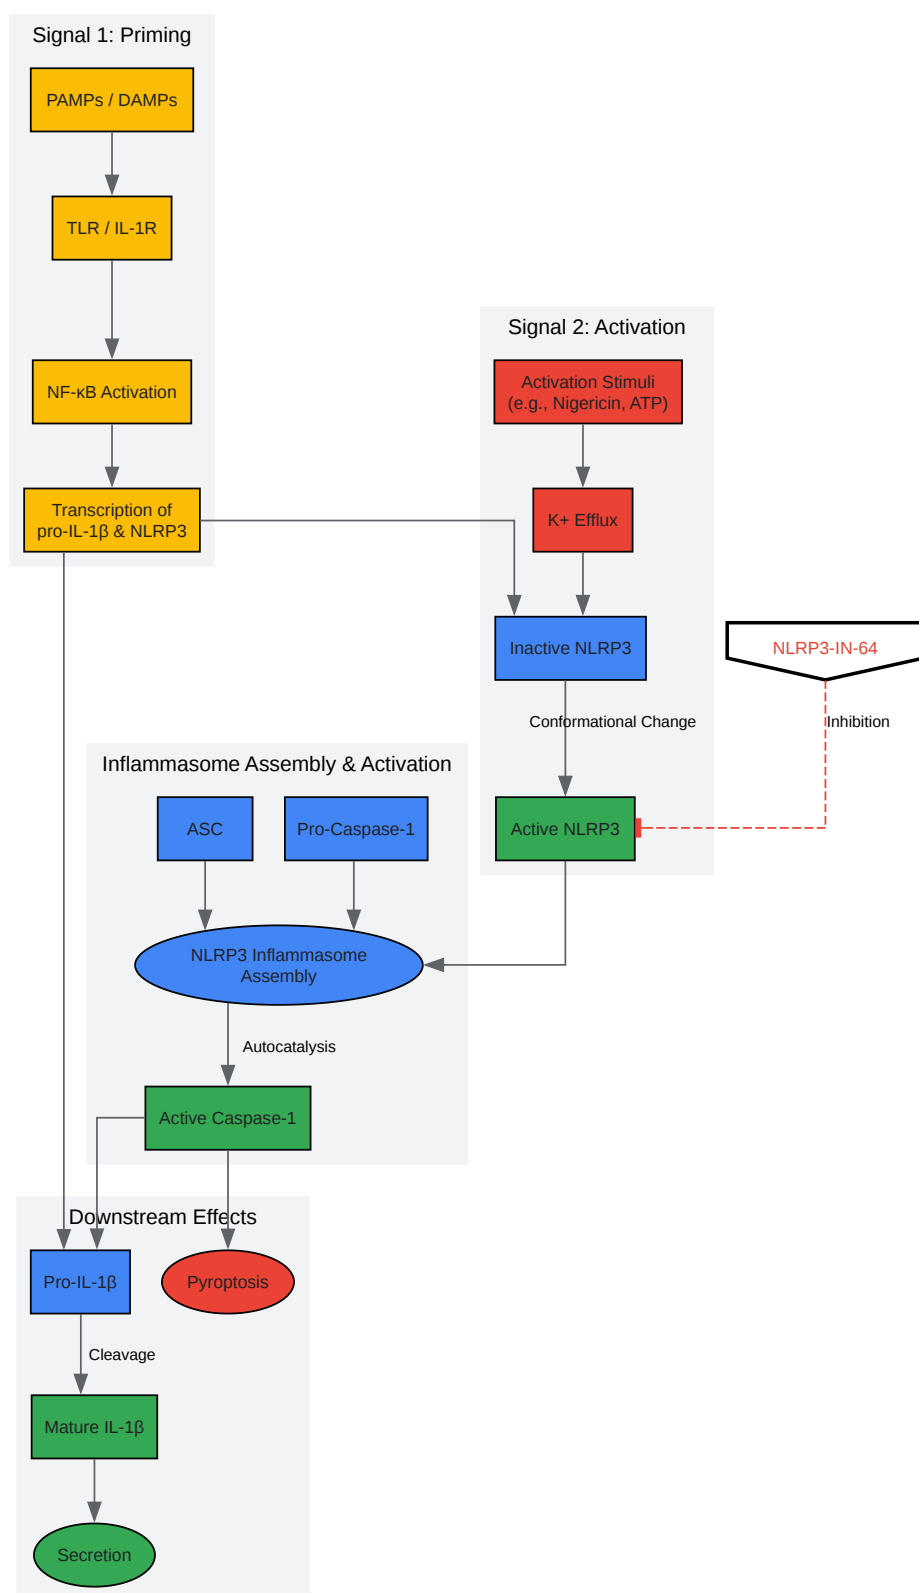 Signal 1: Priming
PAMPs / DAMPs
TLR / IL-1R
NF-κB Activation
Transcription of
pro-IL-1β & NLRP3
Signal 2: Activation
Activation Stimuli
(e.g., Nigericin, ATP)
K+ Efflux
Inactive NLRP3
Conformational Change
Active NLRP3
NLRP3-IN-64
Inhibition
Inflammasome Assembly & Activation
ASC
Pro-Caspase-1
NLRP3 Inflammasome
Assembly
Autocatalysis
Active Caspase-1
Downstream Effects
Pro-IL-1β
Pyroptosis
Cleavage
Mature IL-1β
Secretion